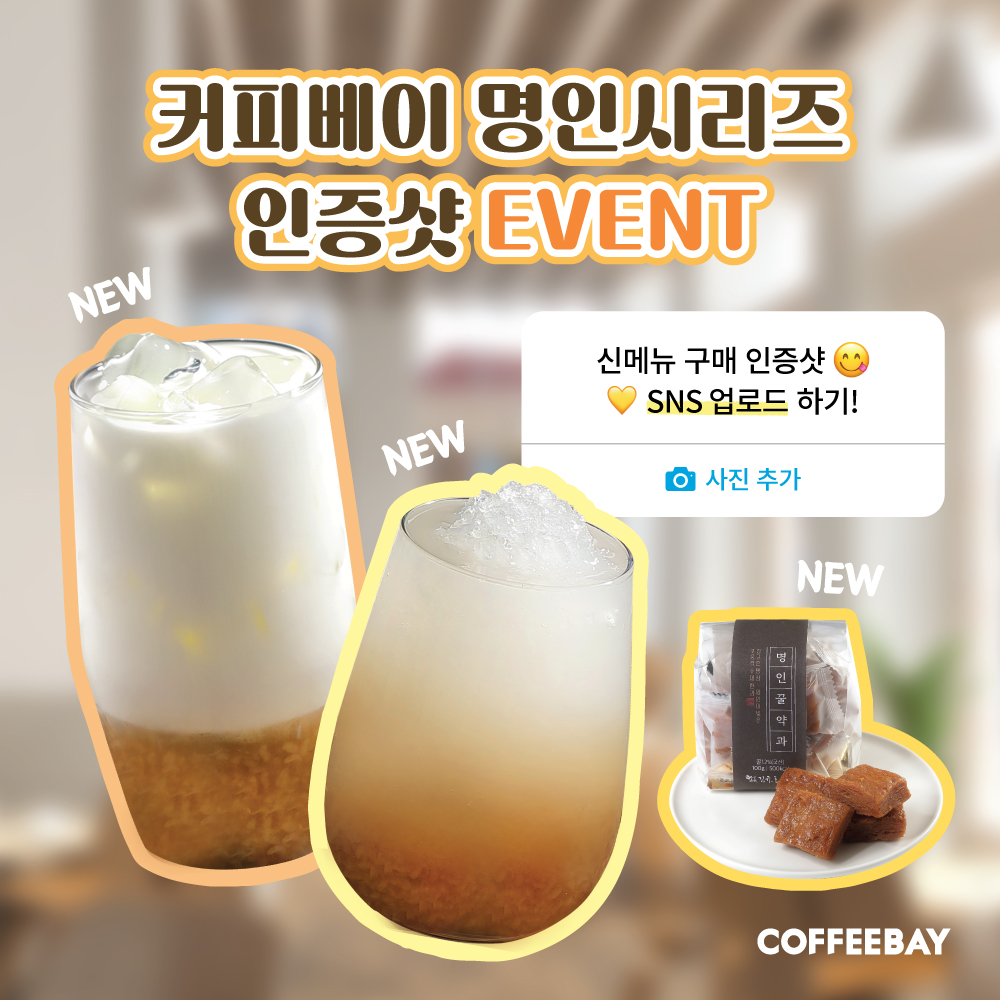 커피베이 명인시리즈
인증샷 EVENT
NEW
신메뉴 구매 인증샷 😋
💛 SNS 업로드 하기!
사진 추가
NEW
NEW
명인꿀약과
100g | 500k
COFFEEBAY